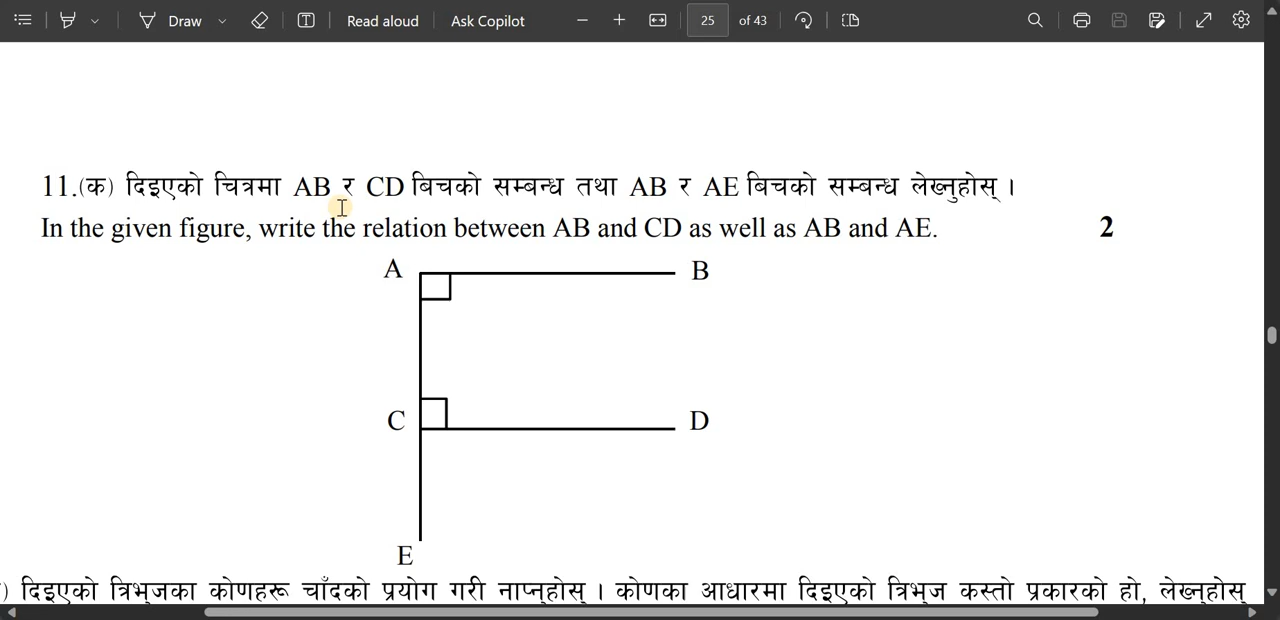 Draw
Read aloud
Ask Copilot
25
of 43
11.(क) दिइएको चित्रमा AB र CD बिचको सम्बन्ध तथा AB र AE बिचको सम्बन्ध लेख्नुहोस् ।
In the given figure, write the relation between AB and CD as well as AB and AE. 2
A B
C D
E
) दिइएको त्रिभुजका कोणहरू चाँदको प्रयोग गरी नाप्नुहोस् । कोणका आधारमा दिइएको त्रिभुज कस्तो प्रकारको हो, लेख्नुहोस्